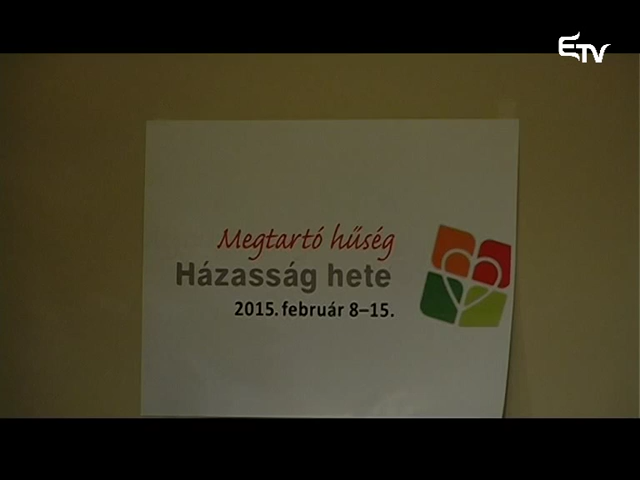 ETV
Megtartó hűség
Házasság hete
2015. február 8–15.